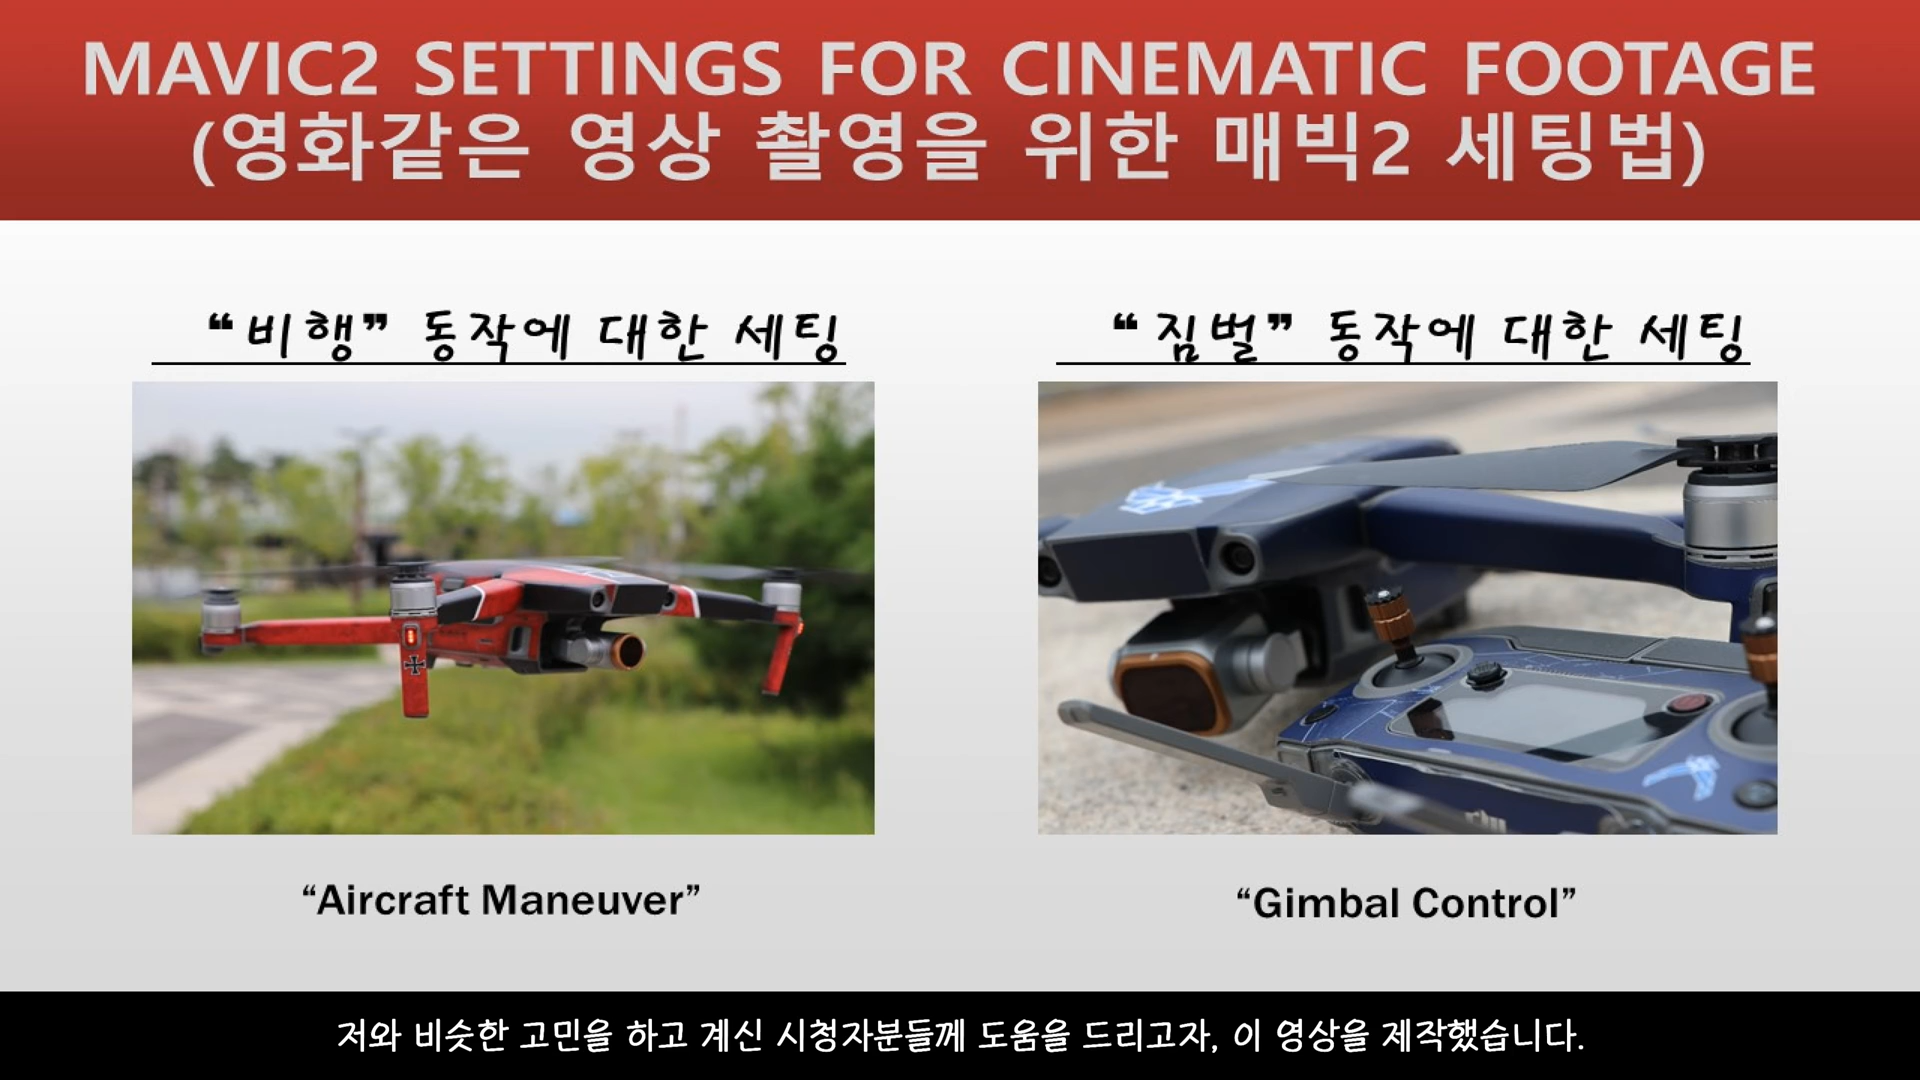 MAVIC2 SETTINGS FOR CINEMATIC FOOTAGE
(영화같은 영상 촬영을 위한 매빅2 세팅법)
“비행” 동작에 대한 세팅
“짐벌” 동작에 대한 세팅
“Aircraft Maneuver”
“Gimbal Control”
저와 비슷한 고민을 하고 계신 시청자분들께 도움을 드리고자, 이 영상을 제작했습니다.